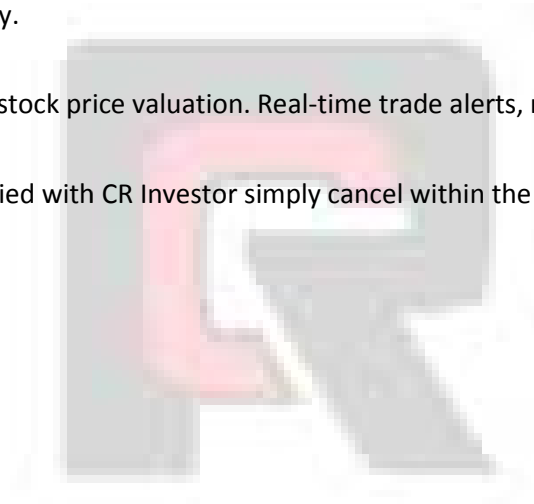 y.
stock price valuation. Real-time trade alerts,
ied with CR Investor simply cancel within the